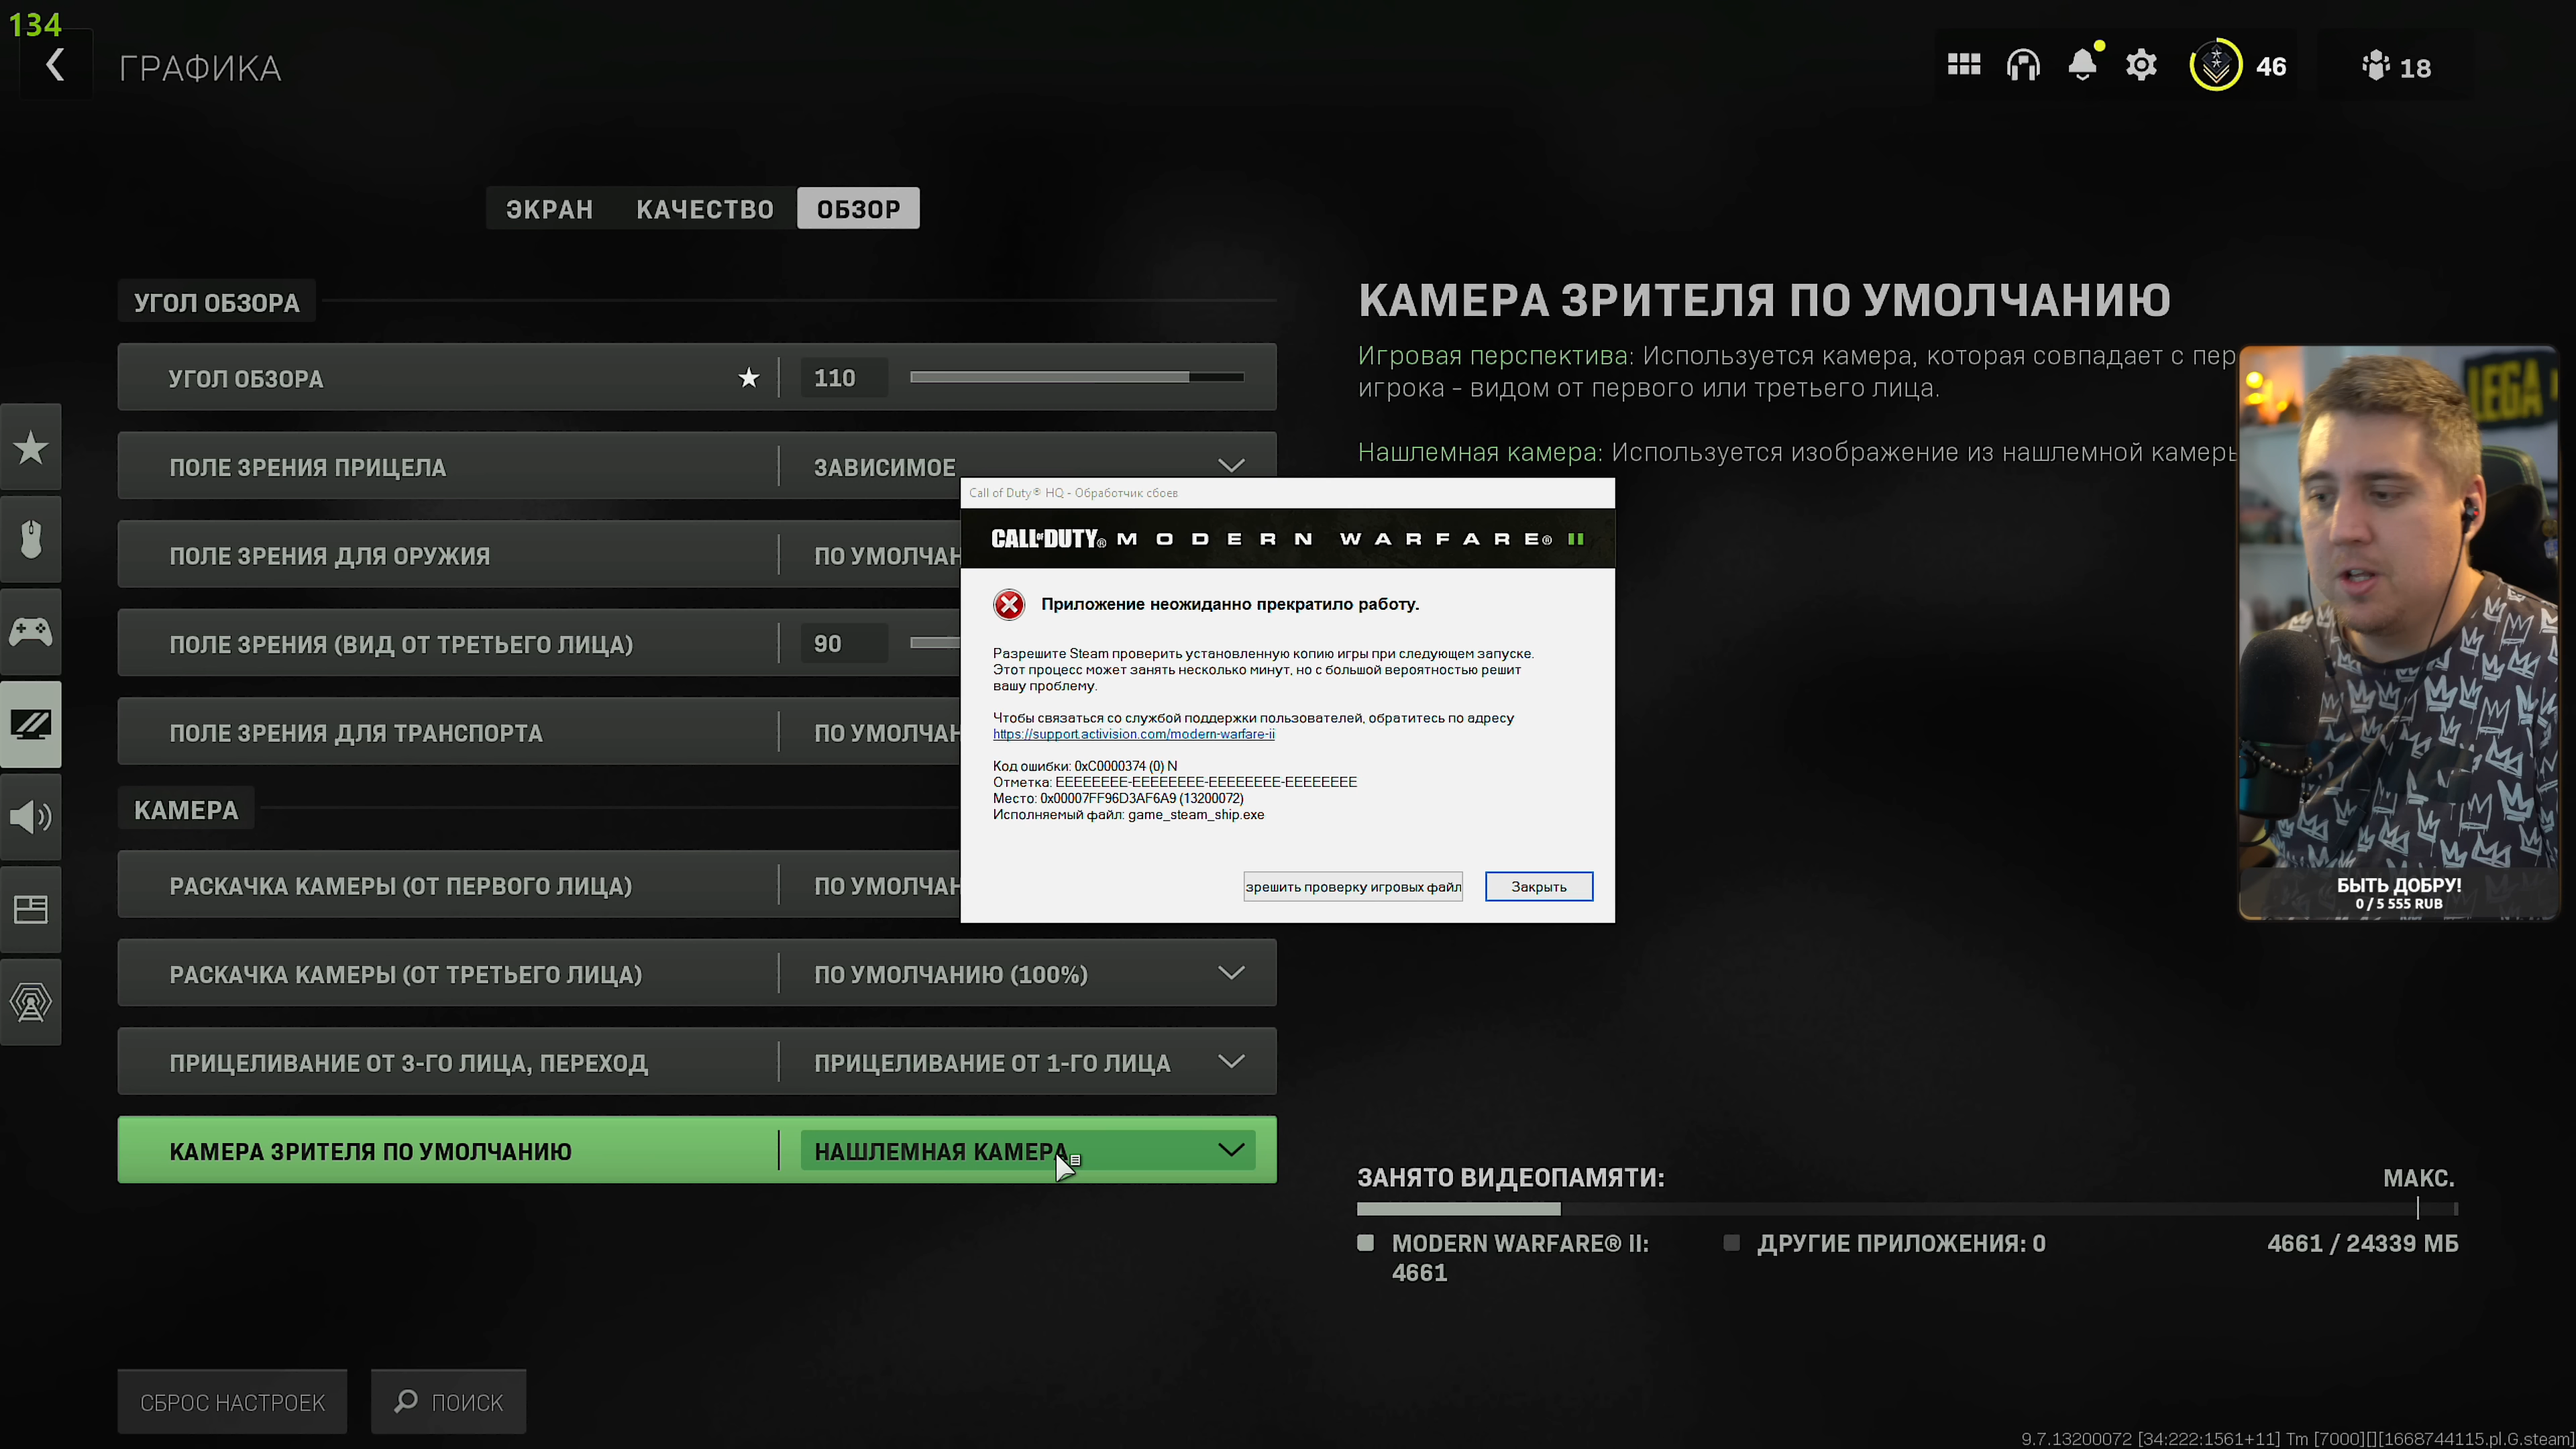 134
ГРАФИКА
46
18
ЭКРАН
КАЧЕСТВО
ОБЗОР
УГОЛ ОБЗОРА
УГОЛ ОБЗОРА
110
ПОЛЕ ЗРЕНИЯ ПРИЦЕЛА
ЗАВИСИМОЕ
ПОЛЕ ЗРЕНИЯ ДЛЯ ОРУЖИЯ
ПО УМОЛЧАН
ПОЛЕ ЗРЕНИЯ (ВИД ОТ ТРЕТЬЕГО ЛИЦА)
90
ПОЛЕ ЗРЕНИЯ ДЛЯ ТРАНСПОРТА
ПО УМОЛЧАН
КАМЕРА
РАСКАЧКА КАМЕРЫ (ОТ ПЕРВОГО ЛИЦА)
ПО УМОЛЧАН
РАСКАЧКА КАМЕРЫ (ОТ ТРЕТЬЕГО ЛИЦА)
ПО УМОЛЧАНИЮ (100%)
ПРИЦЕЛИВАНИЕ ОТ 3-ГО ЛИЦА, ПЕРЕХОД
ПРИЦЕЛИВАНИЕ ОТ 1-ГО ЛИЦА
КАМЕРА ЗРИТЕЛЯ ПО УМОЛЧАНИЮ
НАШЛЕМНАЯ КАМЕРА
СБРОС НАСТРОЕК
ПОИСК
КАМЕРА ЗРИТЕЛЯ ПО УМОЛЧАНИЮ
Игровая перспектива: Используется камера, которая совпадает с пер
игрока - видом от первого или третьего лица.
Нашлемная камера: Используется изображение из нашлемной камеры
Call of Duty® HQ - Обработчик сбоев
CALL OF DUTY® MODERN WARFARE® II
Приложение неожиданно прекратило работу.
Разрешите Steam проверить установленную копию игры при следующем запуске.
Этот процесс может занять несколько минут, но с большой вероятностью решит
вашу проблему.
Чтобы связаться со службой поддержки пользователей, обратитесь по адресу
https://support.activision.com/modern-warfare-ii
Код ошибки: 0xC0000374 (0) N
Отметка: EEEEEEEE-EEEEEEEE-EEEEEEEE-EEEEEEEE
Место: 0x00007FF96D3AF6A9 (13200072)
Исполняемый файл: game_steam_ship.exe
зрешить проверку игровых файл
Закрыть
LEGA
БЫТЬ ДОБРУ!
0 / 5 555 RUB
ЗАНЯТО ВИДЕОПАМЯТИ:
МАКС.
MODERN WARFARE® II:
4661
ДРУГИЕ ПРИЛОЖЕНИЯ: 0
4661 / 24339 МБ
9.7.13200072 [34:222:1561+11] Tm [7000][][1668744115.pl.G.steam]